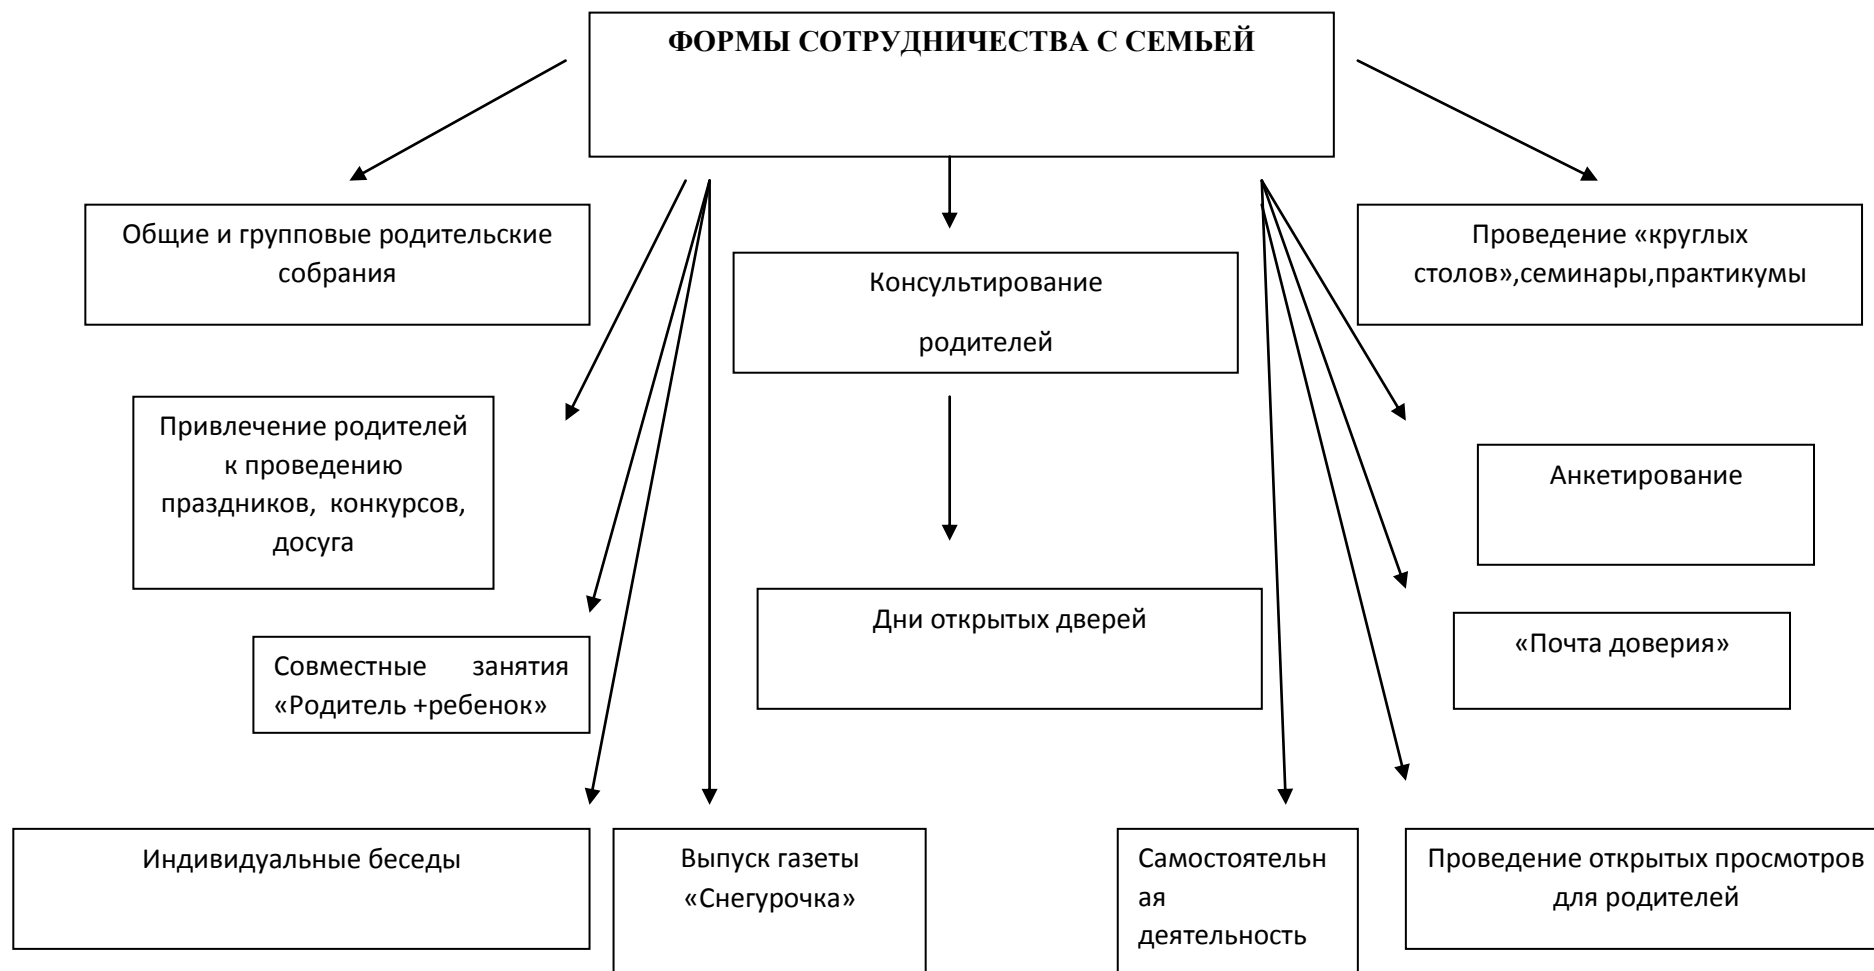 ФОРМЫ СОТРУДНИЧЕСТВА С СЕМЬЕЙ
Общие и групповые родительские
собрания
Консультирование
родителей
Проведение «круглых
столов»,семинары,практикумы
Привлечение родителей
к проведению
праздников, конкурсов,
досуга
Анкетирование
Дни открытых дверей
«Почта доверия»
Совместные занятия
«Родитель +ребенок»
Индивидуальные беседы
Выпуск газеты
«Снегурочка»
Самостоятельн
ая
деятельность
Проведение открытых просмотров
для родителей